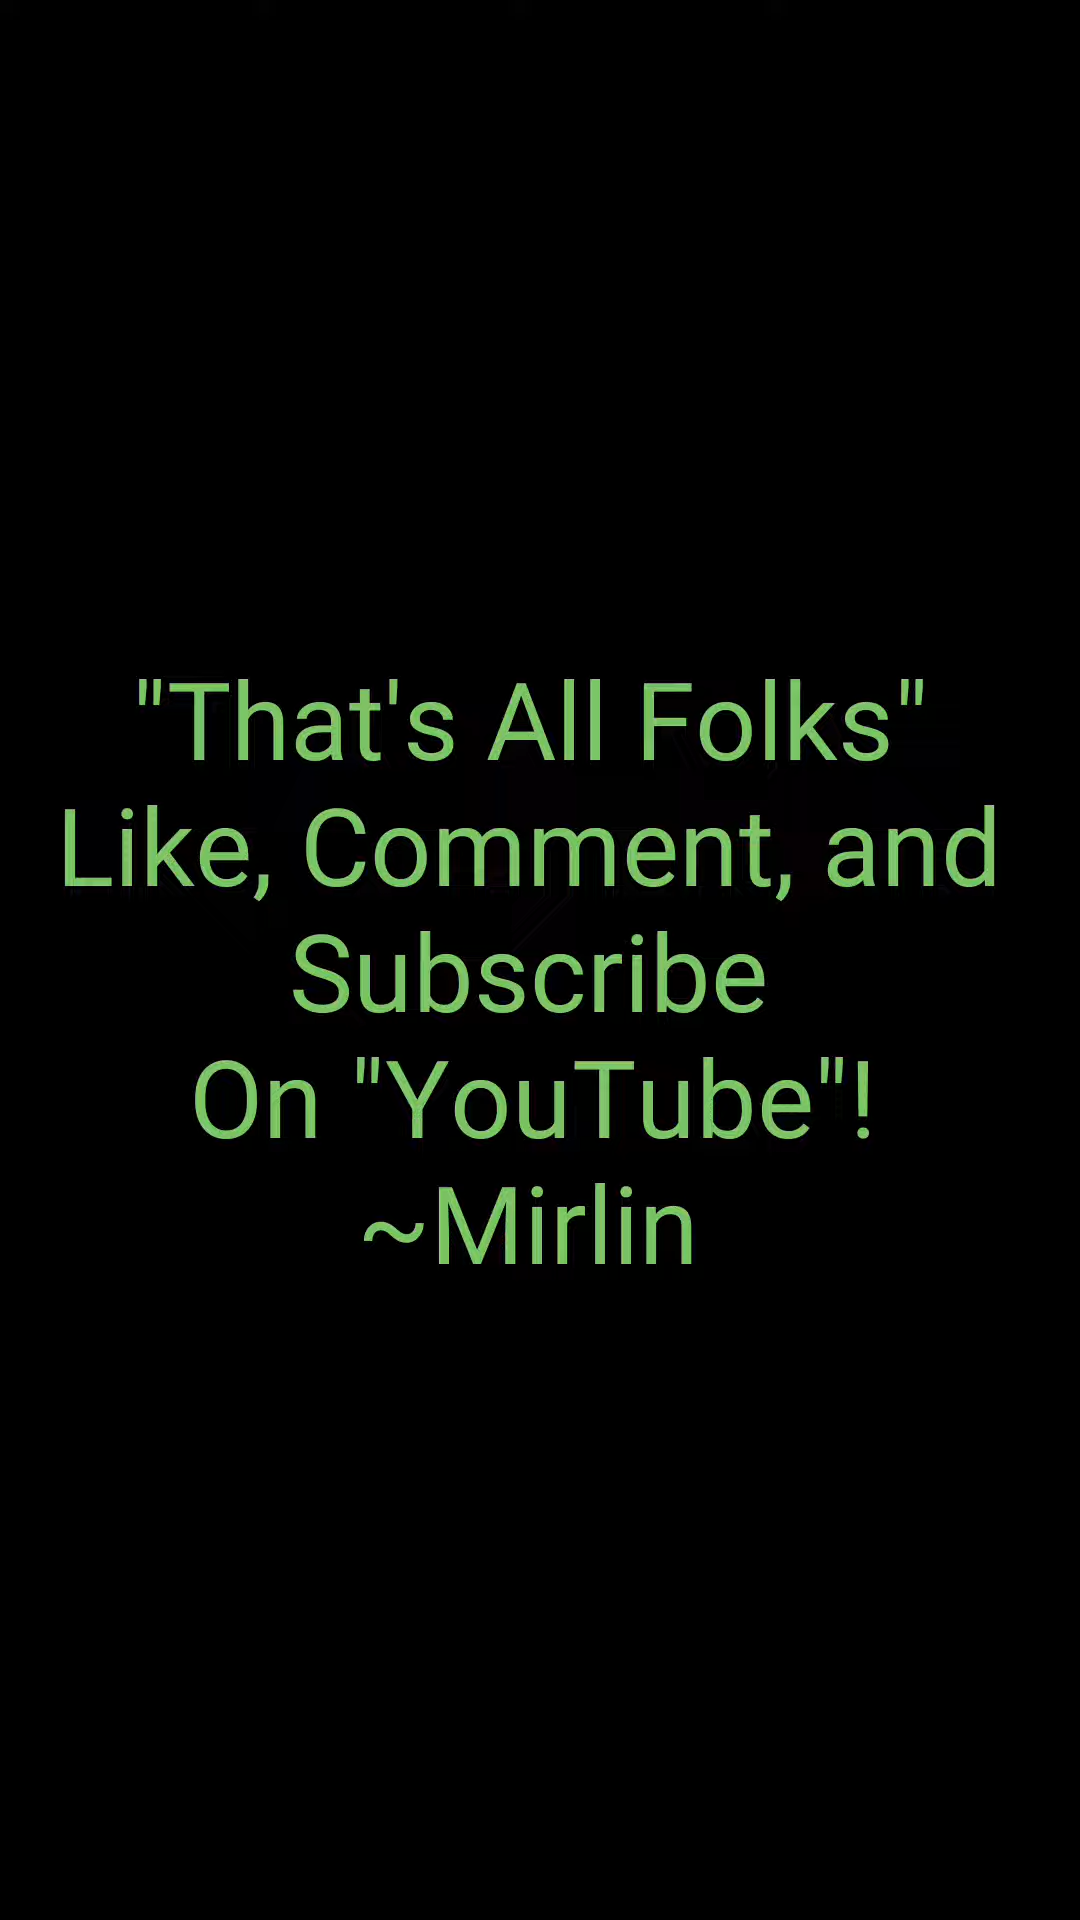 "That's All Folks"
Like, Comment, and
Subscribe
On "YouTube"!
~Mirlin